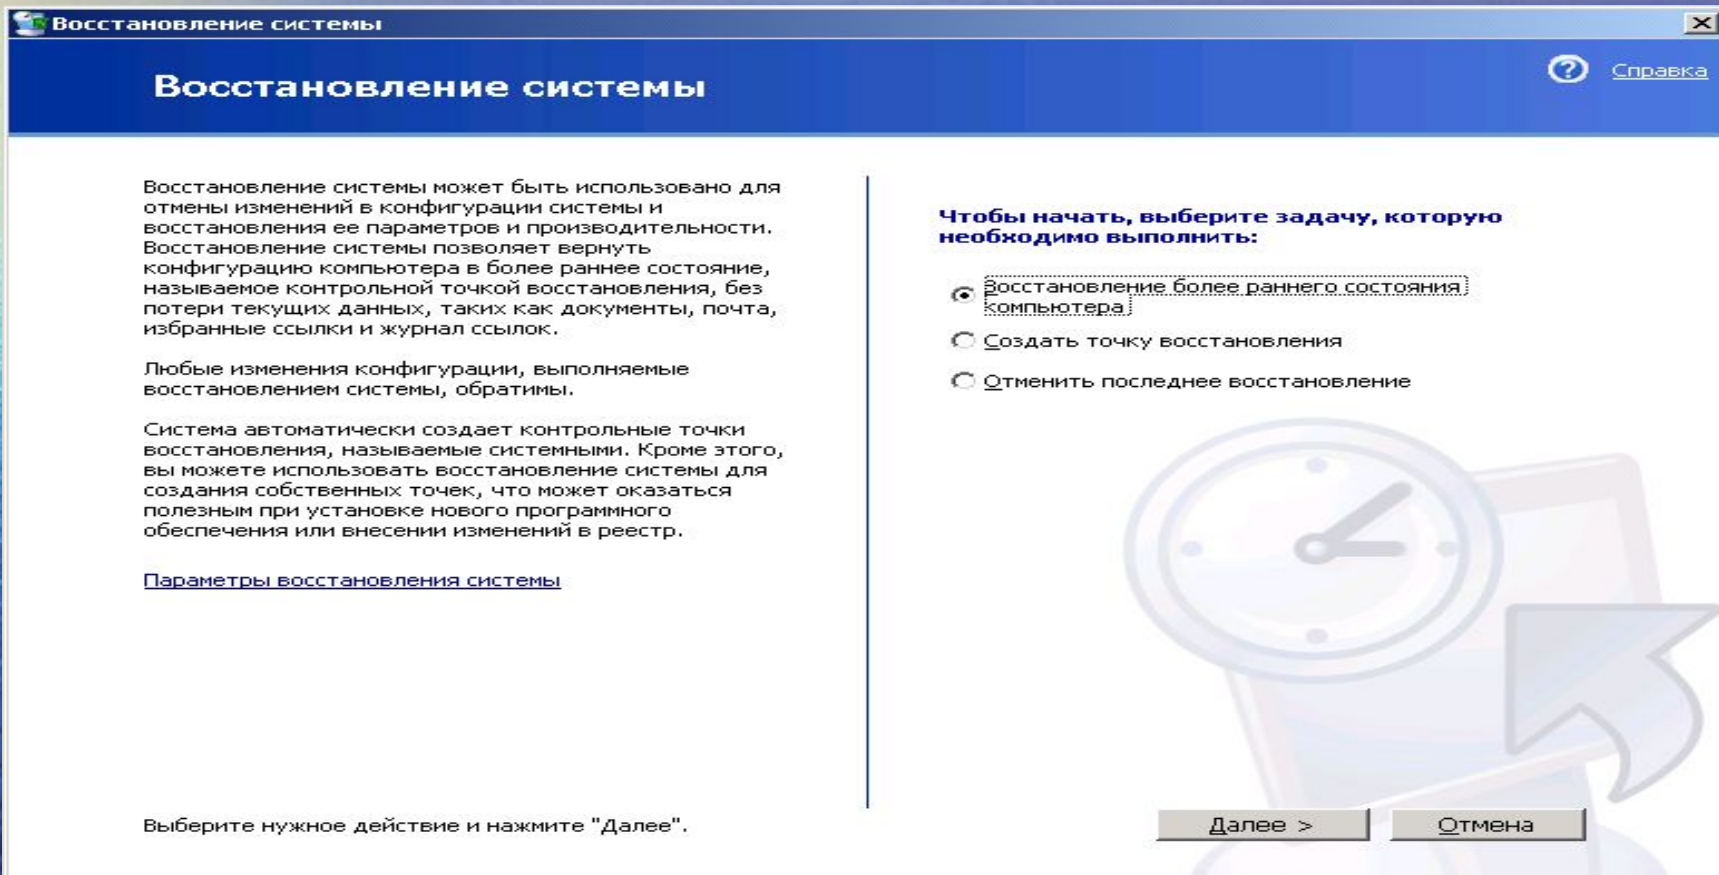 Восстановление системы
Восстановление системы
Справка
Восстановление системы может быть использовано для
отмены изменений в конфигурации системы и
восстановления ее параметров и производительности.
Восстановление системы позволяет вернуть
конфигурацию компьютера в более раннее состояние,
называемое контрольной точкой восстановления, без
потери текущих данных, таких как документы, почта,
избранные ссылки и журнал ссылок.
Любые изменения конфигурации, выполняемые
восстановлением системы, обратимы.
Система автоматически создает контрольные точки
восстановления, называемые системными. Кроме этого,
вы можете использовать восстановление системы для
создания собственных точек, что может оказаться
полезным при установке нового программного
обеспечения или внесении изменений в реестр.
Параметры восстановления системы
Выберите нужное действие и нажмите "Далее".
Чтобы начать, выберите задачу, которую
необходимо выполнить:
Восстановление более раннего состояния
компьютера
Создать точку восстановления
Отменить последнее восстановление
Далее >
Отмена